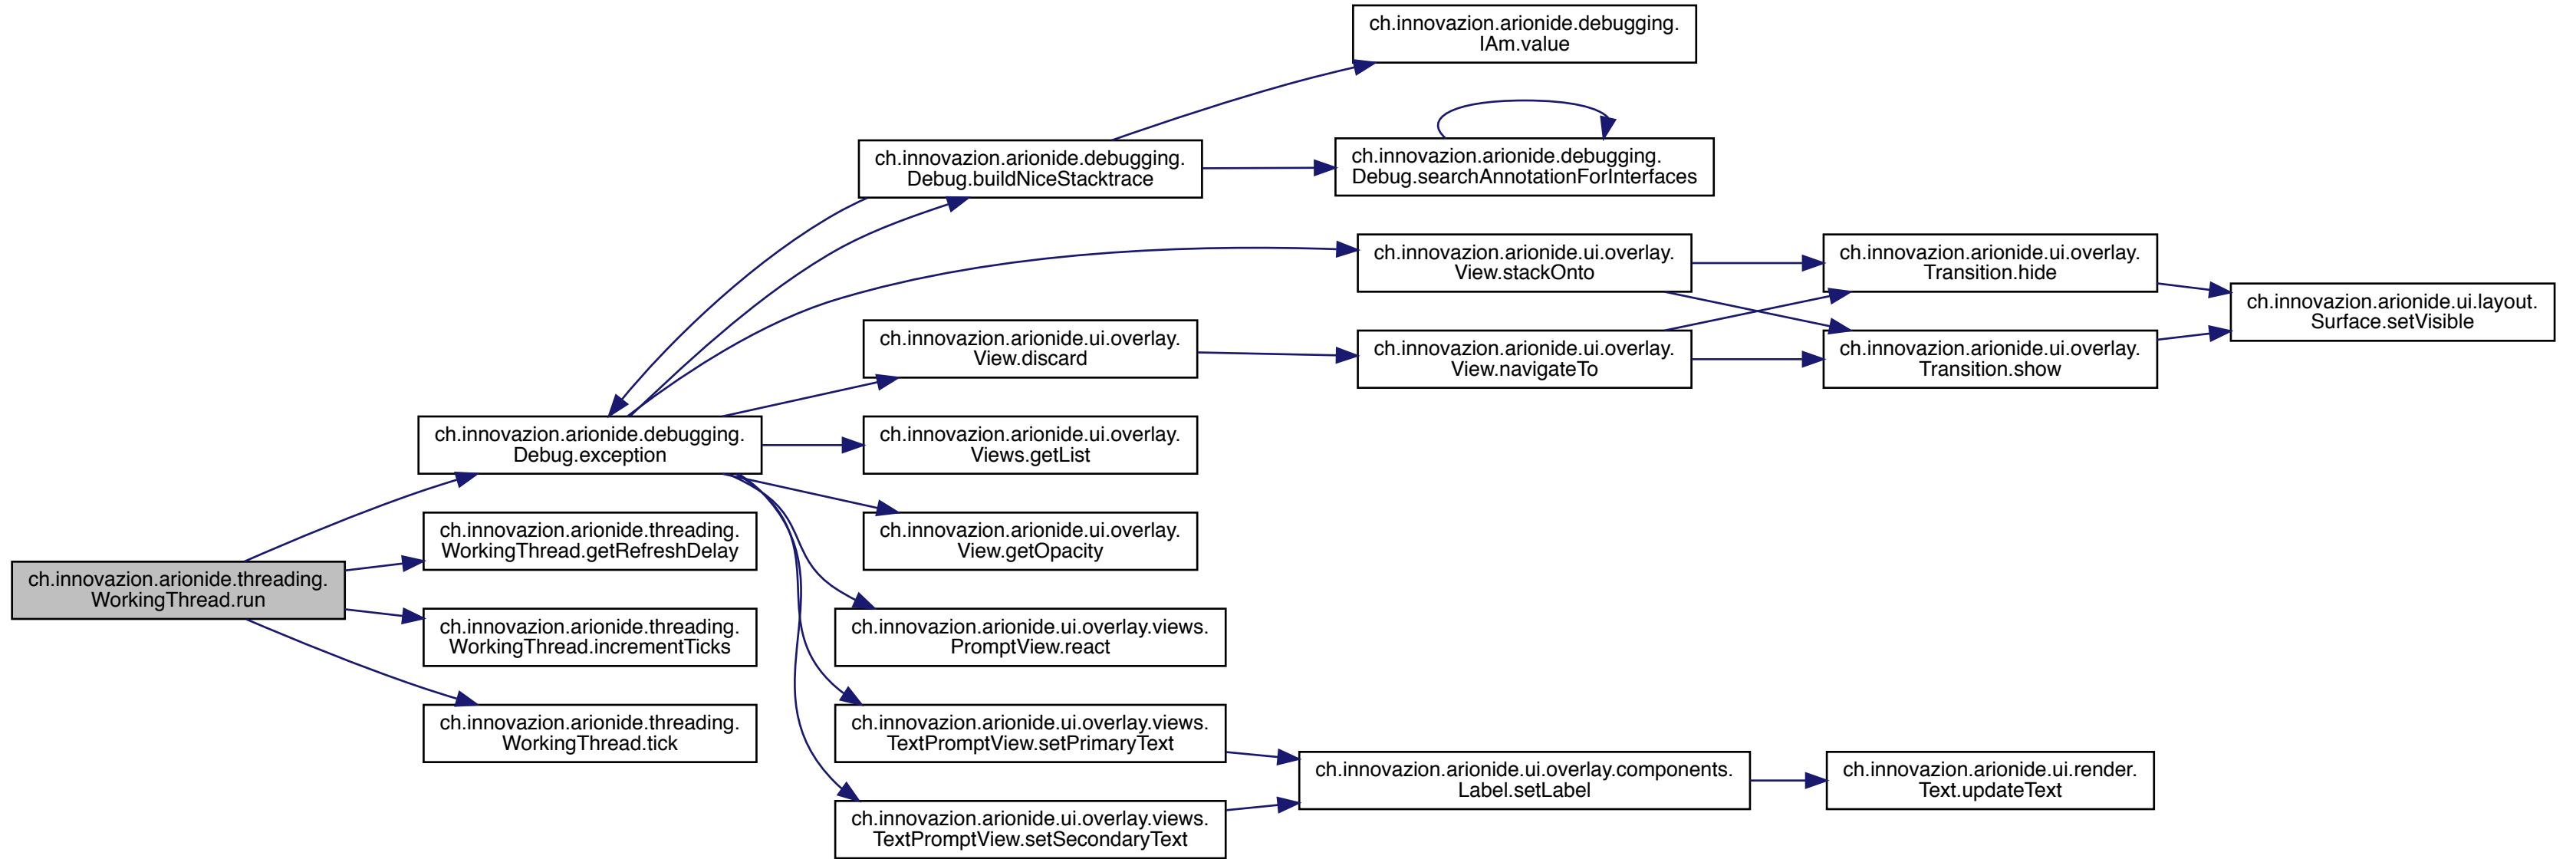 ch.innovazion.arionide.threading.
WorkingThread.run
ch.innovazion.arionide.debugging.
Debug.exception
ch.innovazion.arionide.threading.
WorkingThread.getRefreshDelay
ch.innovazion.arionide.threading.
WorkingThread.incrementTicks
ch.innovazion.arionide.threading.
WorkingThread.tick
ch.innovazion.arionide.debugging.
Debug.buildNiceStacktrace
ch.innovazion.arionide.ui.overlay.
View.discard
ch.innovazion.arionide.ui.overlay.
Views.getList
ch.innovazion.arionide.ui.overlay.
View.getOpacity
ch.innovazion.arionide.ui.overlay.views.
PromptView.react
ch.innovazion.arionide.ui.overlay.views.
TextPromptView.setPrimaryText
ch.innovazion.arionide.ui.overlay.views.
TextPromptView.setSecondaryText
ch.innovazion.arionide.debugging.
IAm.value
ch.innovazion.arionide.debugging.
Debug.searchAnnotationForInterfaces
ch.innovazion.arionide.ui.overlay.
View.stackOnto
ch.innovazion.arionide.ui.overlay.
View.navigateTo
ch.innovazion.arionide.ui.overlay.components.
Label.setLabel
ch.innovazion.arionide.ui.overlay.
Transition.hide
ch.innovazion.arionide.ui.overlay.
Transition.show
ch.innovazion.arionide.ui.render.
Text.updateText
ch.innovazion.arionide.ui.layout.
Surface.setVisible